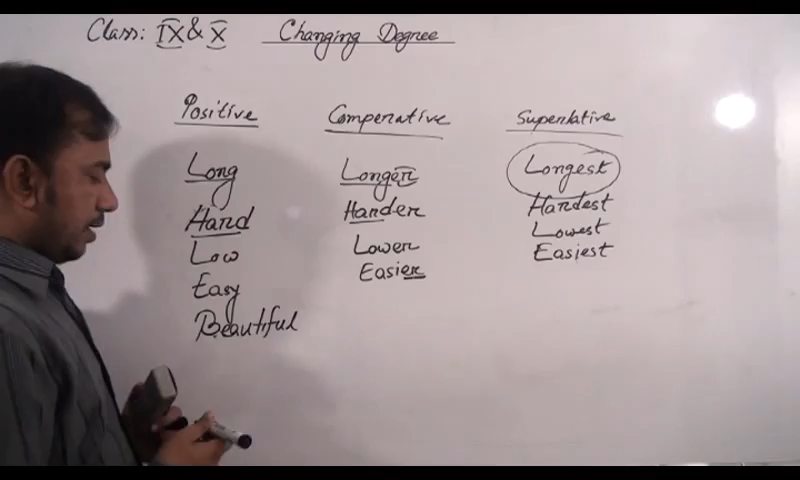 Class: IX & X Changing Degree
Positive Comperative Superlative
Long Longer Longest
Hard Harder Hardest
Low Lower Lowest
Easy Easier Easiest
Beautiful